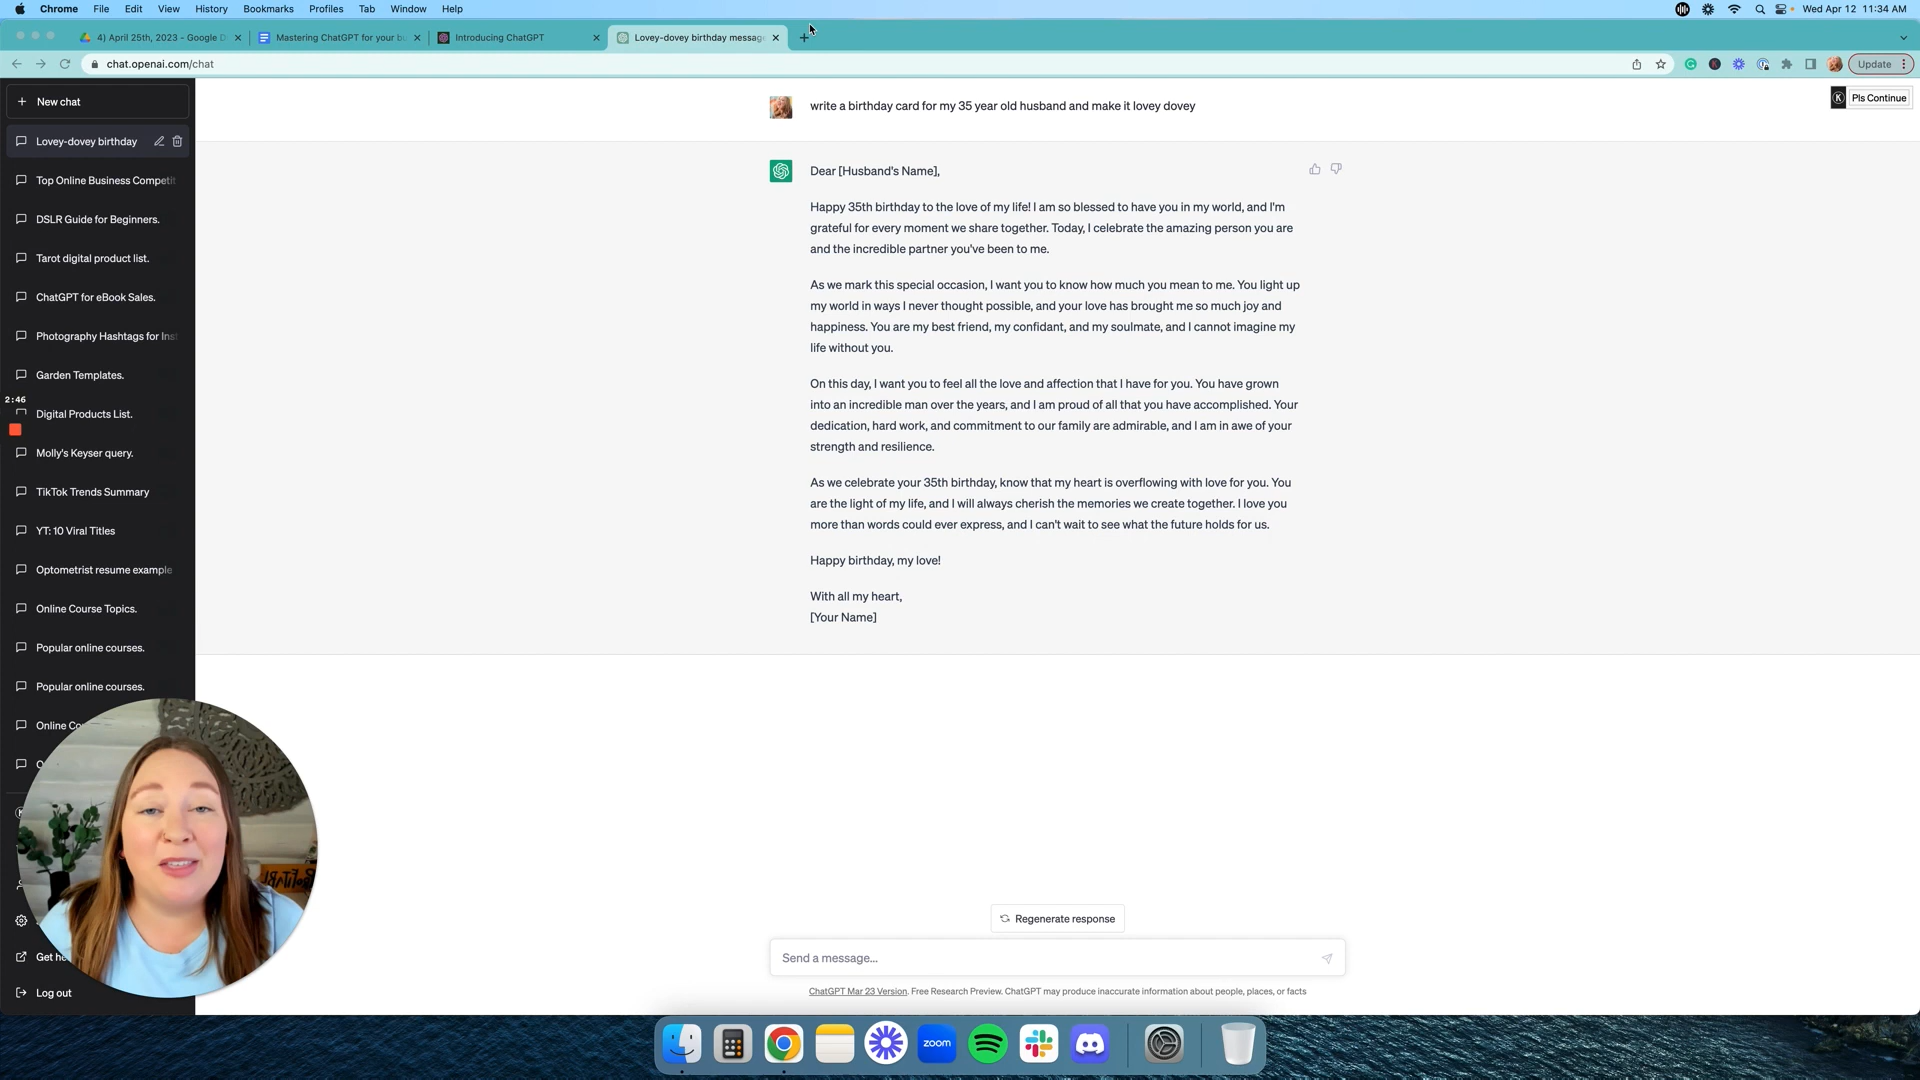 Chrome File Edit View History Bookmarks Profiles Tab Window Help Wed Apr 12 11:34 AM
4) April 25th, 2023 - Google D
Mastering ChatGPT for your bu
Introducing ChatGPT
Lovey-dovey birthday message
chat.openai.com/chat
Update
New chat
Lovey-dovey birthday
Top Online Business Competit
DSLR Guide for Beginners.
Tarot digital product list.
ChatGPT for eBook Sales.
Photography Hashtags for Ins
Garden Templates.
2:46
Digital Products List.
Molly's Keyser query.
TikTok Trends Summary
YT: 10 Viral Titles
Optometrist resume example
Online Course Topics.
Popular online courses.
Popular online courses.
Online Co
Get he
Log out
Pls Continue
write a birthday card for my 35 year old husband and make it lovey dovey
Dear [Husband's Name],
Happy 35th birthday to the love of my life! I am so blessed to have you in my world, and I'm
grateful for every moment we share together. Today, I celebrate the amazing person you are
and the incredible partner you've been to me.
As we mark this special occasion, I want you to know how much you mean to me. You light up
my world in ways I never thought possible, and your love has brought me so much joy and
happiness. You are my best friend, my confidant, and my soulmate, and I cannot imagine my
life without you.
On this day, I want you to feel all the love and affection that I have for you. You have grown
into an incredible man over the years, and I am proud of all that you have accomplished. Your
dedication, hard work, and commitment to our family are admirable, and I am in awe of your
strength and resilience.
As we celebrate your 35th birthday, know that my heart is overflowing with love for you. You
are the light of my life, and I will always cherish the memories we create together. I love you
more than words could ever express, and I can't wait to see what the future holds for us.
Happy birthday, my love!
With all my heart,
[Your Name]
Regenerate response
Send a message...
ChatGPT Mar 23 Version. Free Research Preview. ChatGPT may produce inaccurate information about people, places, or facts
zoom